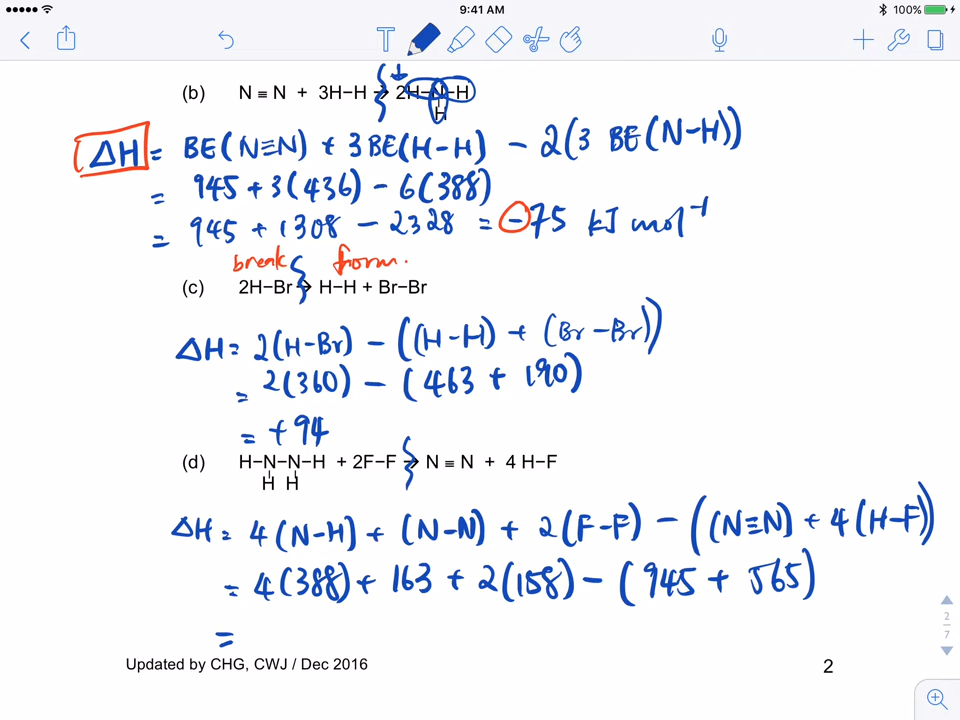 9:41 AM
100%
T
(b) N ≡ N + 3H−H → 2H−N−H
H
ΔH = BE(N≡N) + 3BE(H−H) − 2(3 BE(N−H))
= 945 + 3(436) − 6(388)
= 945 + 1308 − 2328 = −75 kJ mol⁻¹
break form.
(c) 2H−Br → H−H + Br−Br
ΔH = 2(H−Br) − ((H−H) + (Br−Br))
= 2(360) − (463 + 190)
= +94
(d) H−N−N−H + 2F−F → N ≡ N + 4 H−F
H H
ΔH = 4(N−H) + (N−N) + 2(F−F) − ((N≡N) + 4(H−F))
= 4(388) + 163 + 2(158) − (945 + 565)
=
2
7
Updated by CHG, CWJ / Dec 2016 2